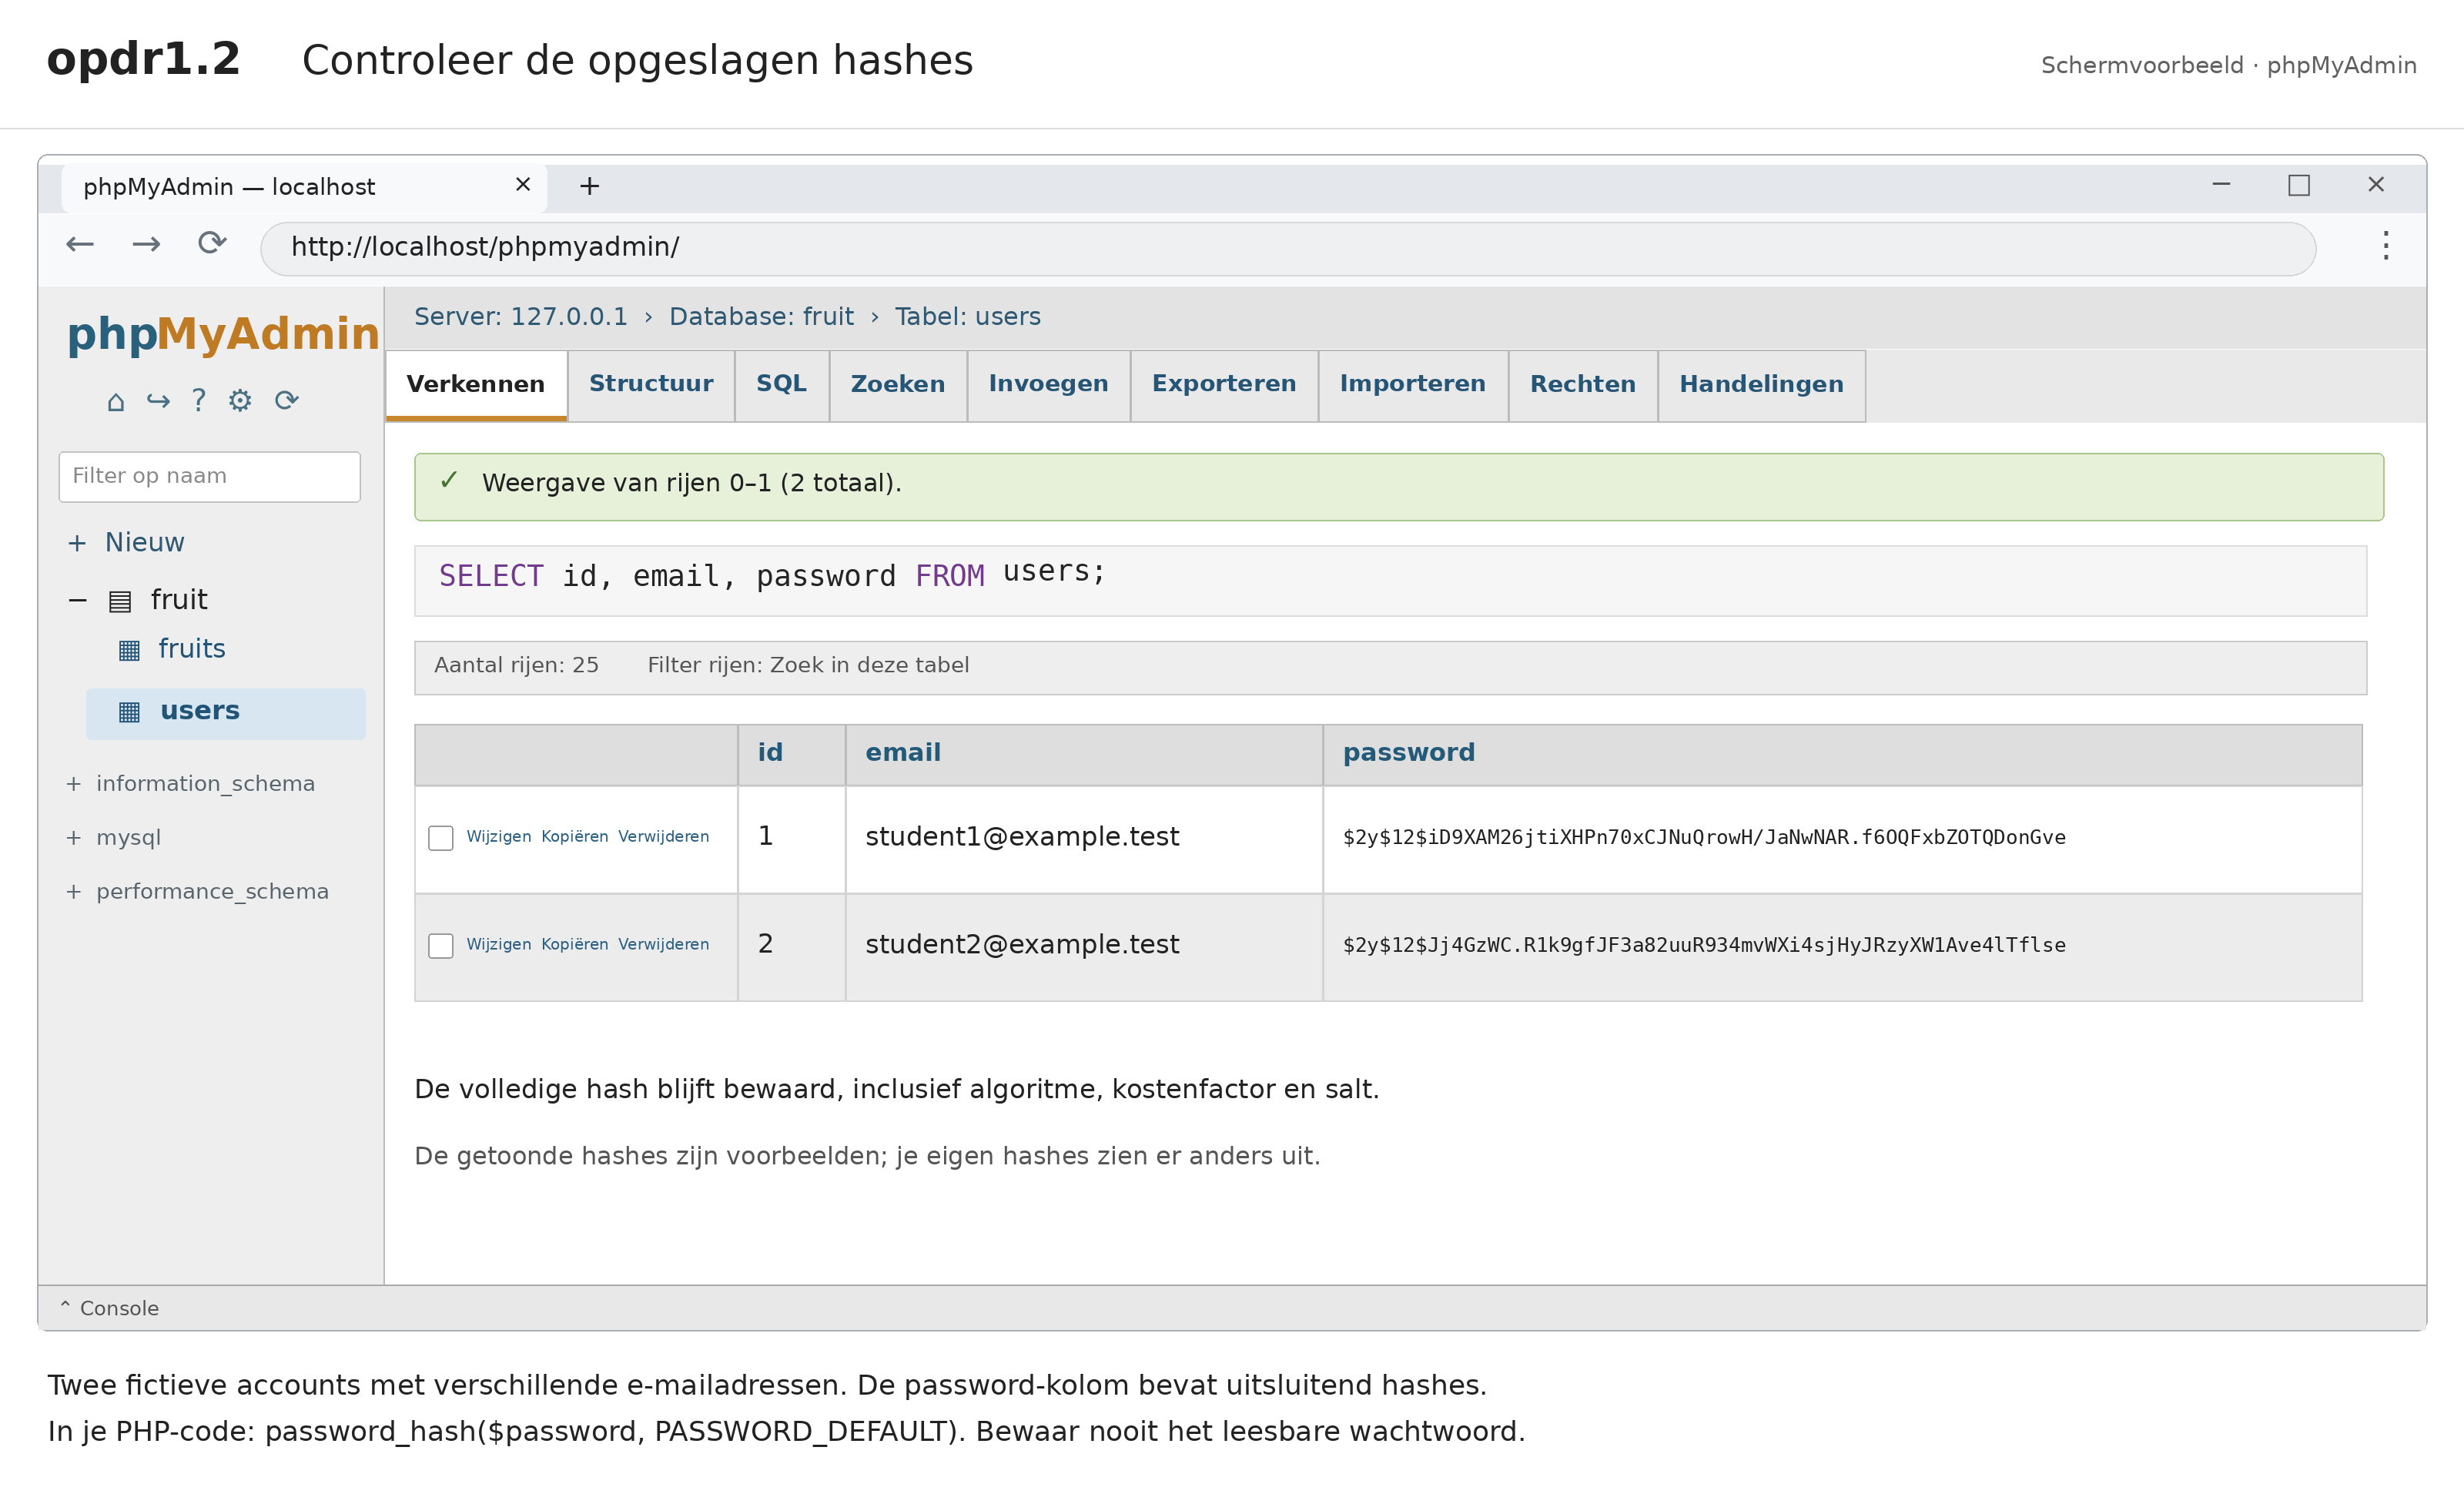 opdr1.2 Controleer de opgeslagen hashes
Schermvoorbeeld · phpMyAdmin
phpMyAdmin — localhost × +
− □ ×
← → ⟳ http://localhost/phpmyadmin/ ⋮
phpMyAdmin
⌂ ↪ ? ⚙ ⟳
Filter op naam
+ Nieuw
− ▤ fruit
▦ fruits
▦ users
+ information_schema
+ mysql
+ performance_schema
Server: 127.0.0.1 › Database: fruit › Tabel: users
Verkennen Structuur SQL Zoeken Invoegen Exporteren Importeren Rechten Handelingen
✓ Weergave van rijen 0–1 (2 totaal).
SELECT id, email, password FROM users;
Aantal rijen: 25 Filter rijen: Zoek in deze tabel
id email password
Wijzigen Kopiëren Verwijderen 1 student1@example.test $2y$12$iD9XAM26jtiXHPn70xCJNuQrowH/JaNwNAR.f6OQFxbZOTQDonGve
Wijzigen Kopiëren Verwijderen 2 student2@example.test $2y$12$Jj4GzWC.R1k9gfJF3a82uuR934mvWXi4sjHyJRzyXW1Ave4lTflse
De volledige hash blijft bewaard, inclusief algoritme, kostenfactor en salt.
De getoonde hashes zijn voorbeelden; je eigen hashes zien er anders uit.
⌃ Console
Twee fictieve accounts met verschillende e-mailadressen. De password-kolom bevat uitsluitend hashes.
In je PHP-code: password_hash($password, PASSWORD_DEFAULT). Bewaar nooit het leesbare wachtwoord.